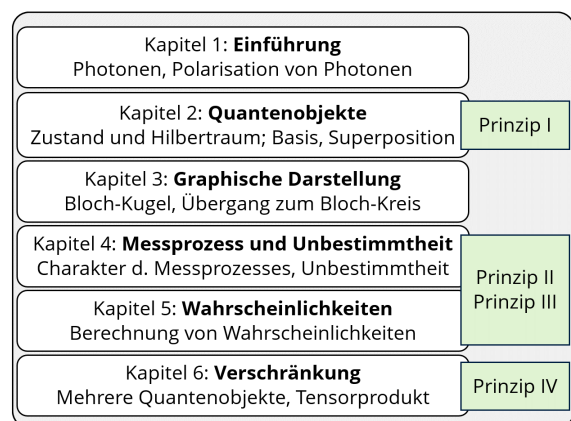 Kapitel 1: Einführung
Photonen, Polarisation von Photonen
Kapitel 2: Quantenobjekte
Zustand und Hilbertraum; Basis, Superposition
Prinzip I
Kapitel 3: Graphische Darstellung
Bloch-Kugel, Übergang zum Bloch-Kreis
Kapitel 4: Messprozess und Unbestimmtheit
Charakter d. Messprozesses, Unbestimmtheit
Prinzip II
Prinzip III
Kapitel 5: Wahrscheinlichkeiten
Berechnung von Wahrscheinlichkeiten
Kapitel 6: Verschränkung
Mehrere Quantenobjekte, Tensorprodukt
Prinzip IV